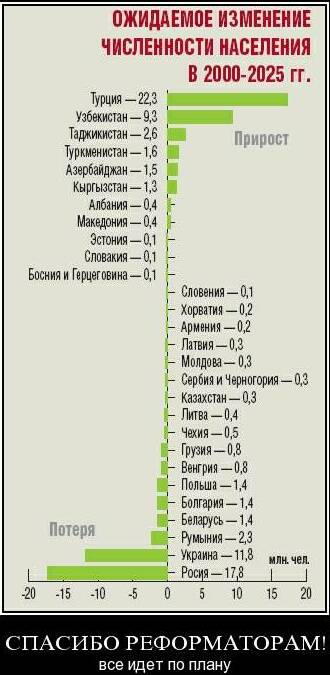 ОЖИДАЕМОЕ ИЗМЕНЕНИЕ
ЧИСЛЕННОСТИ НАСЕЛЕНИЯ
В 2000-2025 гг.
Турция — 22,3
Узбекистан — 9,3
Таджикистан — 2,6
Прирост
Туркменистан — 1,6
Азербайджан — 1,5
Кыргызстан — 1,3
Албания — 0,4
Македония — 0,4
Эстония — 0,1
Словакия — 0,1
Босния и Герцеговина — 0,1
Словения — 0,1
Хорватия — 0,2
Армения — 0,2
Латвия — 0,3
Молдова — 0,3
Сербия и Черногория — 0,3
Казахстан — 0,3
Литва — 0,4
Чехия — 0,5
Грузия — 0,8
Венгрия — 0,8
Польша — 1,4
Болгария — 1,4
Потеря
Беларусь — 1,4
Румыния — 2,3
Украина — 11,8 млн. чел.
Росия — 17,8
-20 -15 -10 -5 0 5 10 15 20
СПАСИБО РЕФОРМАТОРАМ!
все идет по плану